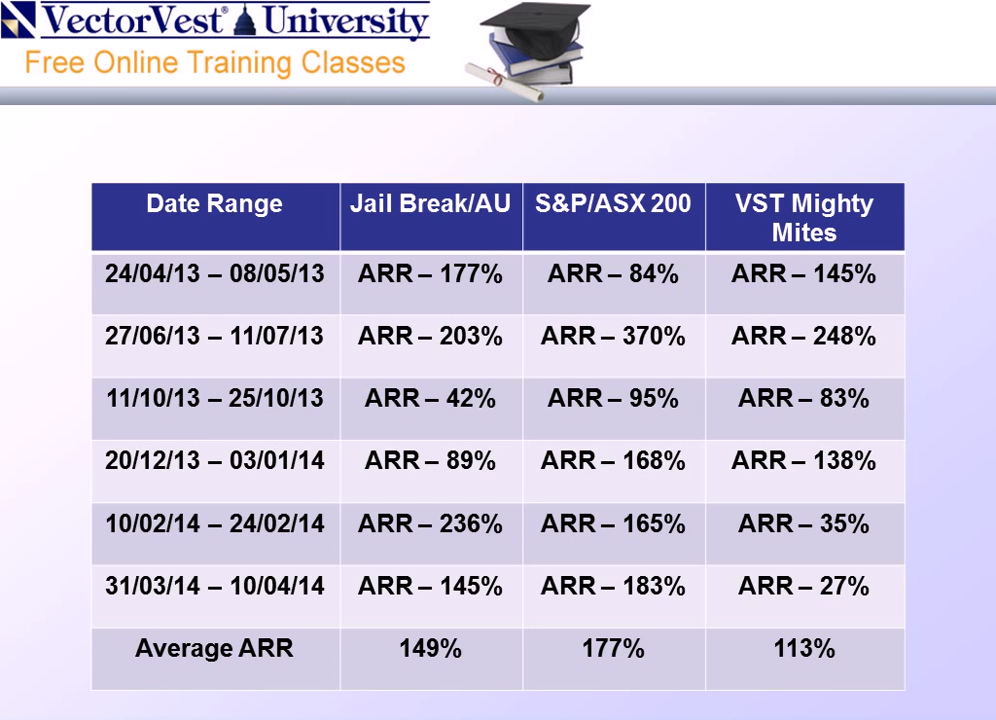 VectorVest® University
Free Online Training Classes
Date Range Jail Break/AU S&P/ASX 200 VST Mighty Mites
24/04/13 – 08/05/13 ARR – 177% ARR – 84% ARR – 145%
27/06/13 – 11/07/13 ARR – 203% ARR – 370% ARR – 248%
11/10/13 – 25/10/13 ARR – 42% ARR – 95% ARR – 83%
20/12/13 – 03/01/14 ARR – 89% ARR – 168% ARR – 138%
10/02/14 – 24/02/14 ARR – 236% ARR – 165% ARR – 35%
31/03/14 – 10/04/14 ARR – 145% ARR – 183% ARR – 27%
Average ARR 149% 177% 113%